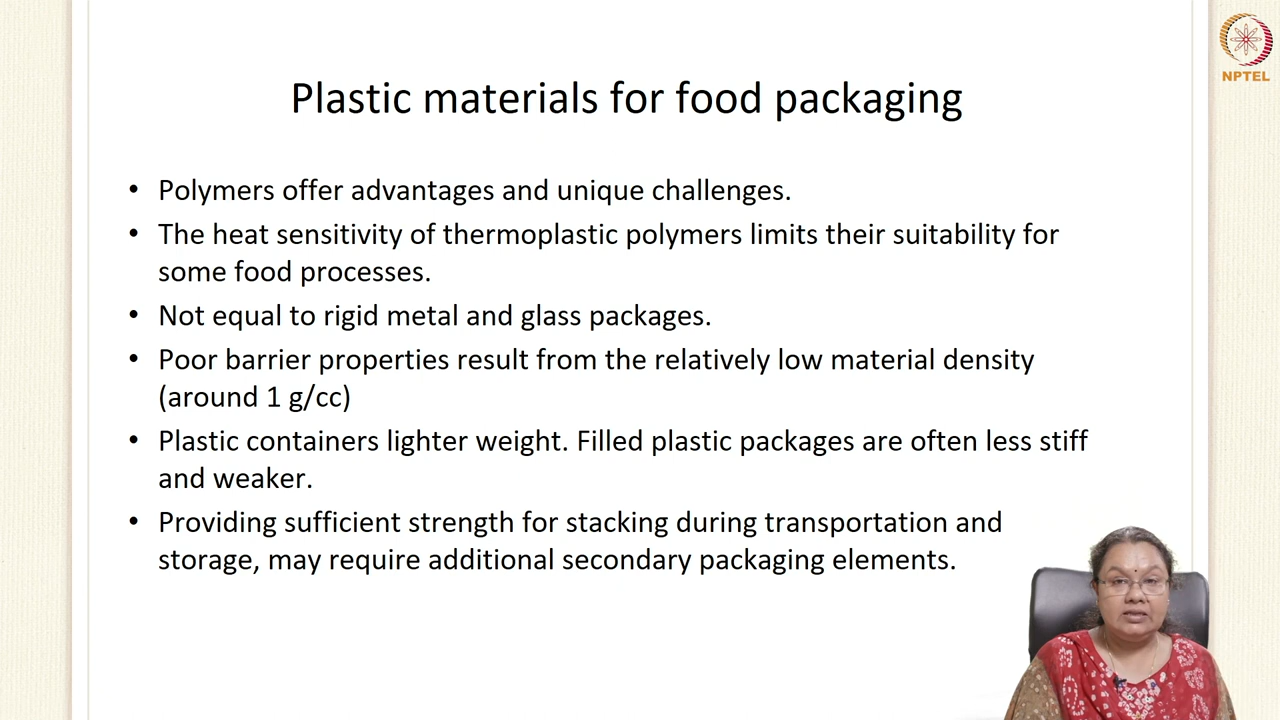 NPTEL
Plastic materials for food packaging
• Polymers offer advantages and unique challenges.
• The heat sensitivity of thermoplastic polymers limits their suitability for
some food processes.
• Not equal to rigid metal and glass packages.
• Poor barrier properties result from the relatively low material density
(around 1 g/cc)
• Plastic containers lighter weight. Filled plastic packages are often less stiff
and weaker.
• Providing sufficient strength for stacking during transportation and
storage, may require additional secondary packaging elements.